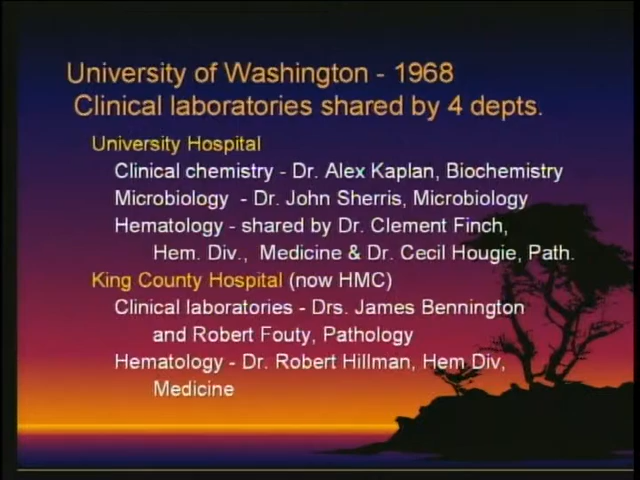 University of Washington - 1968
Clinical laboratories shared by 4 depts.
University Hospital
Clinical chemistry - Dr. Alex Kaplan, Biochemistry
Microbiology - Dr. John Sherris, Microbiology
Hematology - shared by Dr. Clement Finch,
Hem. Div., Medicine & Dr. Cecil Hougie, Path.
King County Hospital (now HMC)
Clinical laboratories - Drs. James Bennington
and Robert Fouty, Pathology
Hematology - Dr. Robert Hillman, Hem Div,
Medicine